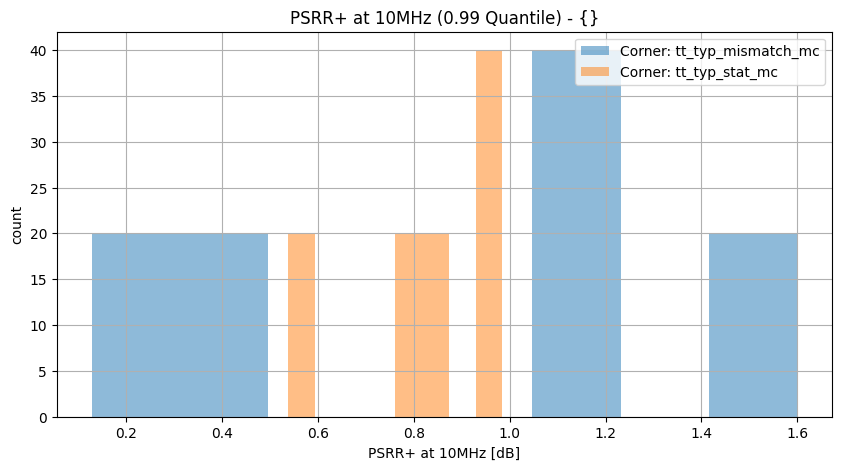 PSRR+ at 10MHz (0.99 Quantile) - {}
Corner: tt_typ_mismatch_mc
Corner: tt_typ_stat_mc
count
40
35
30
25
20
15
10
5
0
0.2 0.4 0.6 0.8 1.0 1.2 1.4 1.6
PSRR+ at 10MHz [dB]